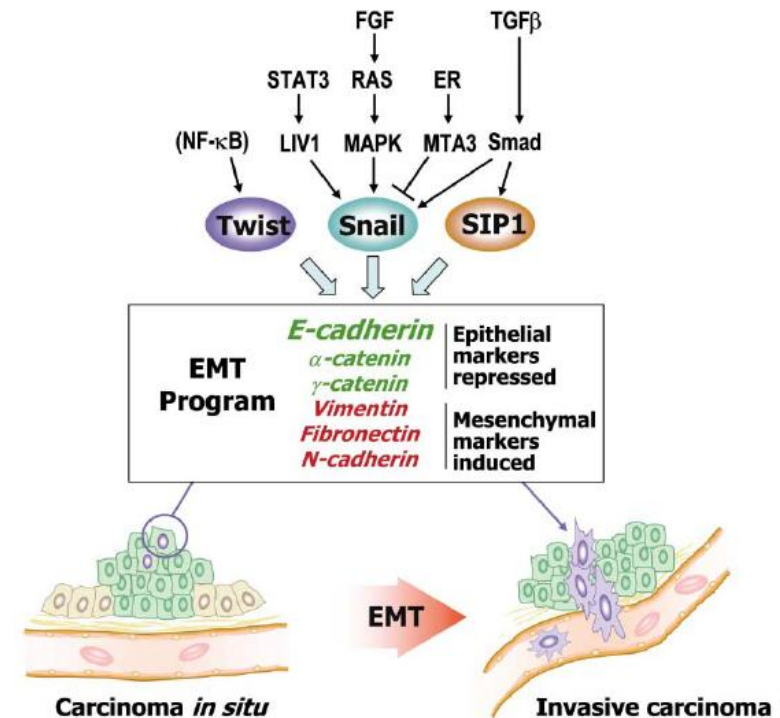 FGF TGFβ
STAT3 RAS ER
(NF-κB) LIV1 MAPK MTA3 Smad
Twist Snail SIP1
EMT
Program
E-cadherin
α-catenin
γ-catenin
Vimentin
Fibronectin
N-cadherin
Epithelial
markers
repressed
Mesenchymal
markers
induced
EMT
Carcinoma in situ
Invasive carcinoma